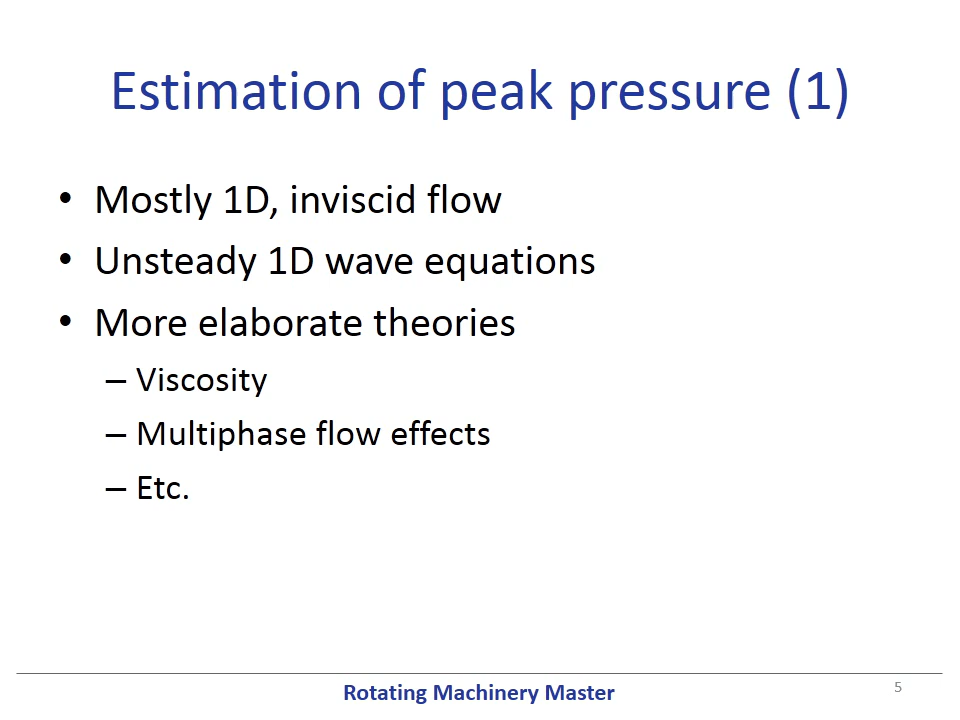 Estimation of peak pressure (1)
• Mostly 1D, inviscid flow
• Unsteady 1D wave equations
• More elaborate theories
– Viscosity
– Multiphase flow effects
– Etc.
Rotating Machinery Master
5